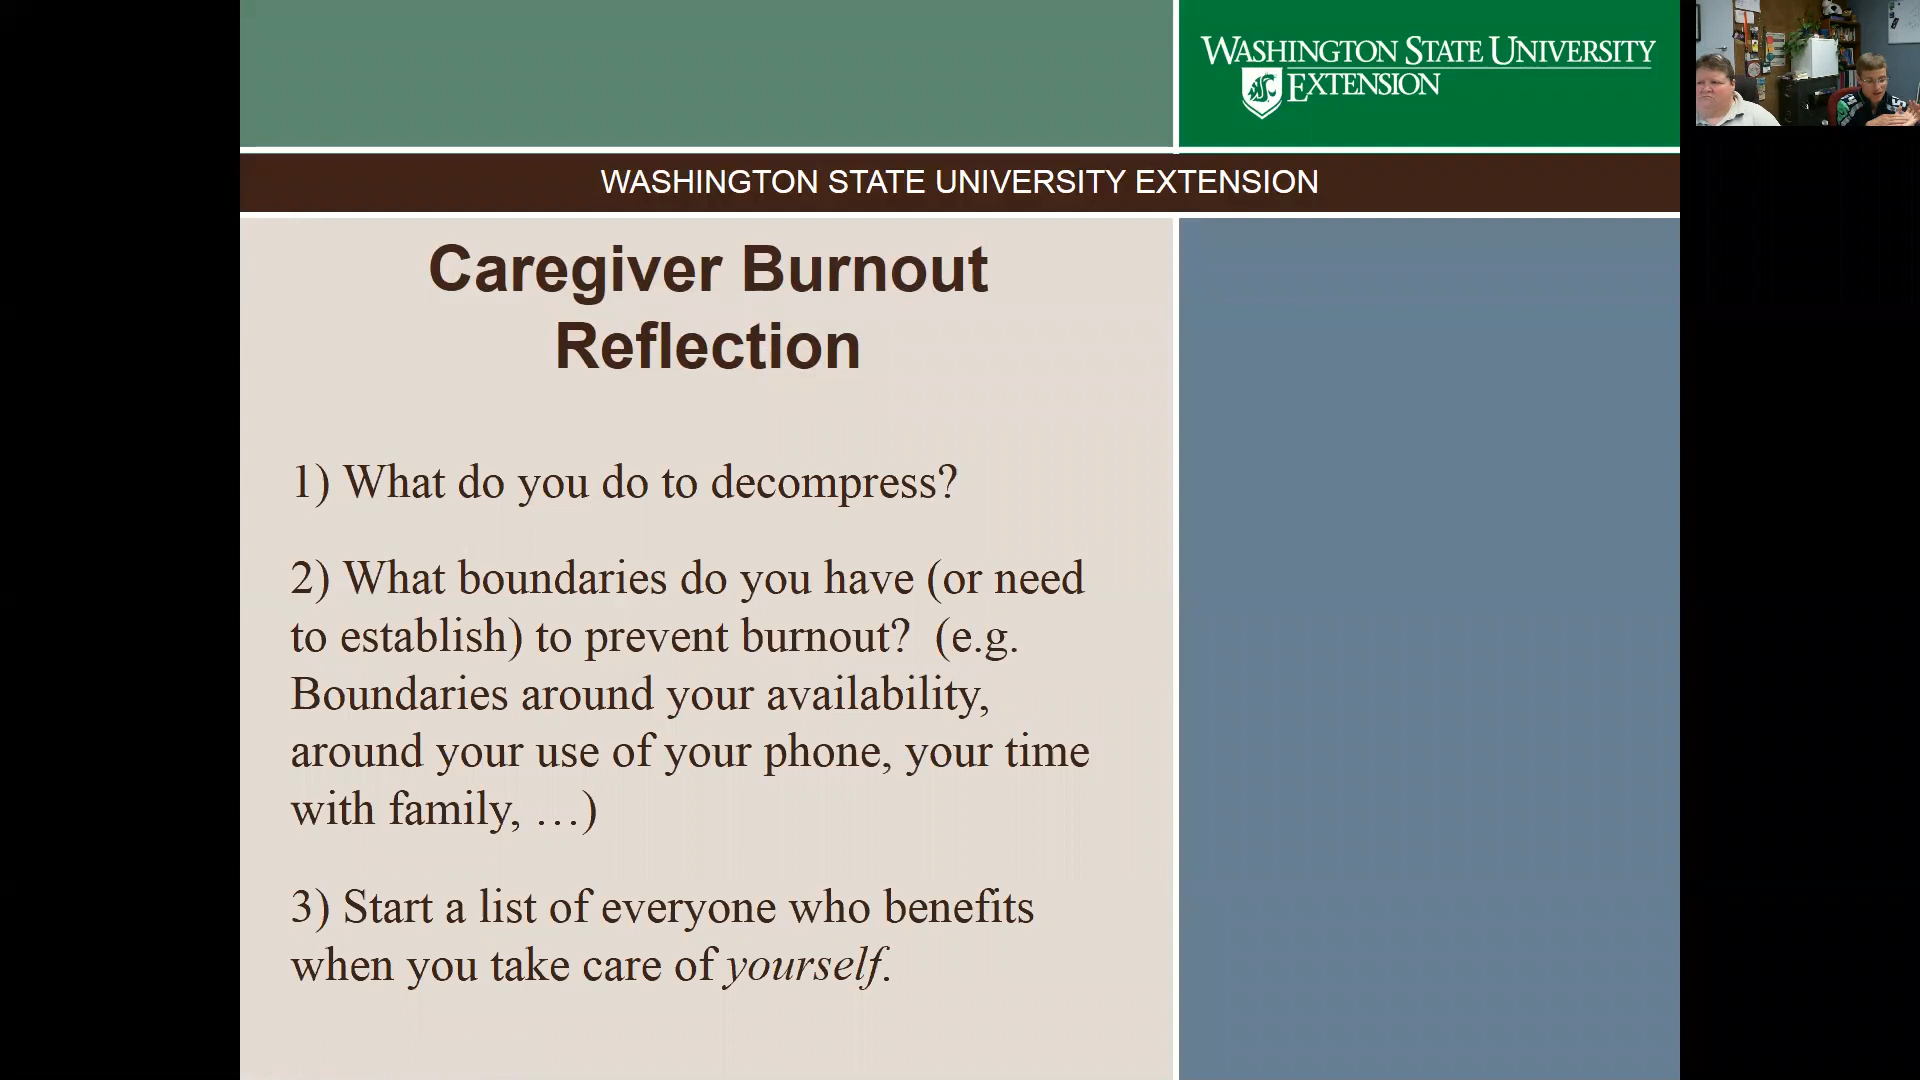 WASHINGTON STATE UNIVERSITY
EXTENSION
WASHINGTON STATE UNIVERSITY EXTENSION
Caregiver Burnout
Reflection
1) What do you do to decompress?
2) What boundaries do you have (or need
to establish) to prevent burnout?  (e.g.
Boundaries around your availability,
around your use of your phone, your time
with family, …)
3) Start a list of everyone who benefits
when you take care of yourself.